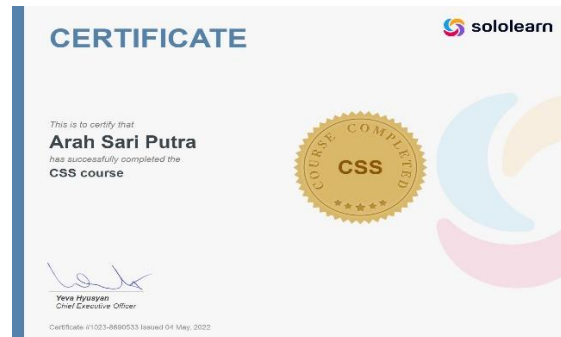 CERTIFICATE
sololearn
This is to certify that
Arah Sari Putra
has successfully completed the
CSS course
COURSE COMPLETED
CSS
Yeva Hyusyan
Chief Executive Officer
Certificate #1023-8890533 Issued 04 May, 2022